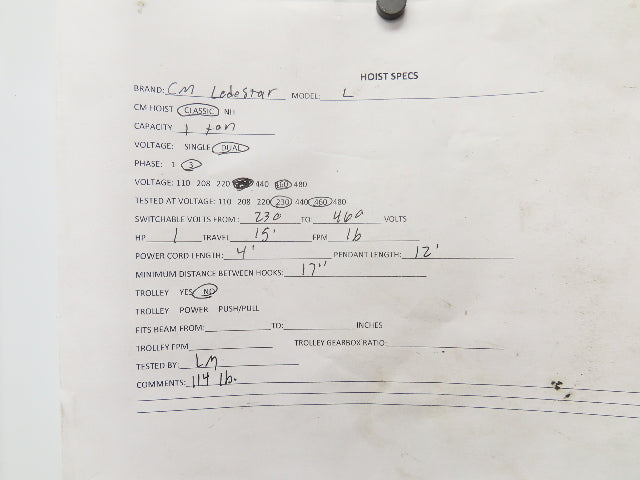 HOIST SPECS
BRAND: CM Lodestar MODEL: L
CM HOIST CLASSIC NH
CAPACITY 1 ton
VOLTAGE: SINGLE DUAL
PHASE: 1 3
VOLTAGE: 110 208 220 440 460 480
TESTED AT VOLTAGE: 110 208 220 230 440 460 480
SWITCHABLE VOLTS FROM: 230 TO: 460 VOLTS
HP 1 TRAVEL 15' FPM 16
POWER CORD LENGTH: 4' PENDANT LENGTH: 12'
MINIMUM DISTANCE BETWEEN HOOKS: 17"
TROLLEY YES NO
TROLLEY POWER PUSH/PULL
FITS BEAM FROM: TO: INCHES
TROLLEY FPM TROLLEY GEARBOX RATIO:
TESTED BY: LM
COMMENTS: 114 lb.